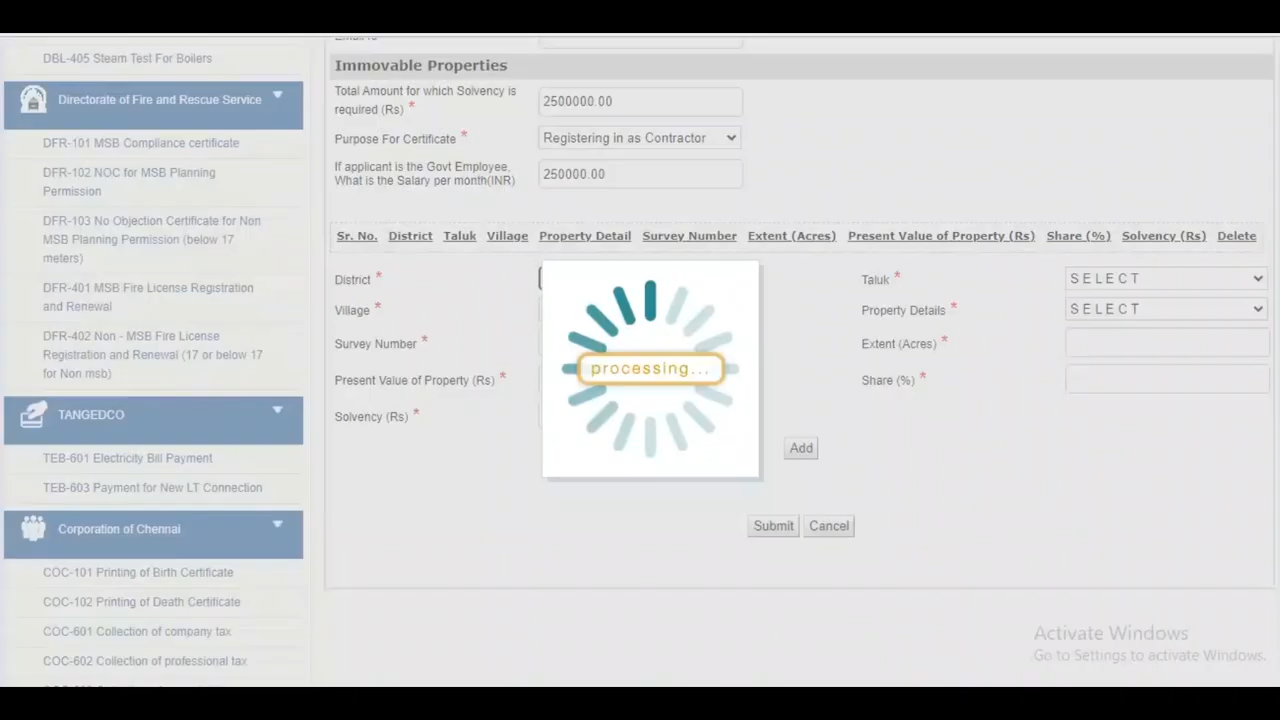 DBL-405 Steam Test For Boilers
Directorate of Fire and Rescue Service
DFR-101 MSB Compliance certificate
DFR-102 NOC for MSB Planning
Permission
DFR-103 No Objection Certificate for Non
MSB Planning Permission (below 17
meters)
DFR-401 MSB Fire License Registration
and Renewal
DFR-402 Non - MSB Fire License
Registration and Renewal (17 or below 17
for Non msb)
TANGEDCO
TEB-601 Electricity Bill Payment
TEB-603 Payment for New LT Connection
Corporation of Chennai
COC-101 Printing of Birth Certificate
COC-102 Printing of Death Certificate
COC-601 Collection of company tax
COC-602 Collection of professional tax
Immovable Properties
Total Amount for which Solvency is
required (Rs) * 2500000.00
Purpose For Certificate * Registering in as Contractor
If applicant is the Govt Employee,
What is the Salary per month(INR) 250000.00
Sr. No. District Taluk Village Property Detail Survey Number Extent (Acres) Present Value of Property (Rs) Share (%) Solvency (Rs) Delete
District * Taluk * S E L E C T
Village * Property Details * S E L E C T
Survey Number * Extent (Acres) *
processing...
Present Value of Property (Rs) * Share (%) *
Solvency (Rs) *
Add
Submit Cancel
Activate Windows
Go to Settings to activate Windows.